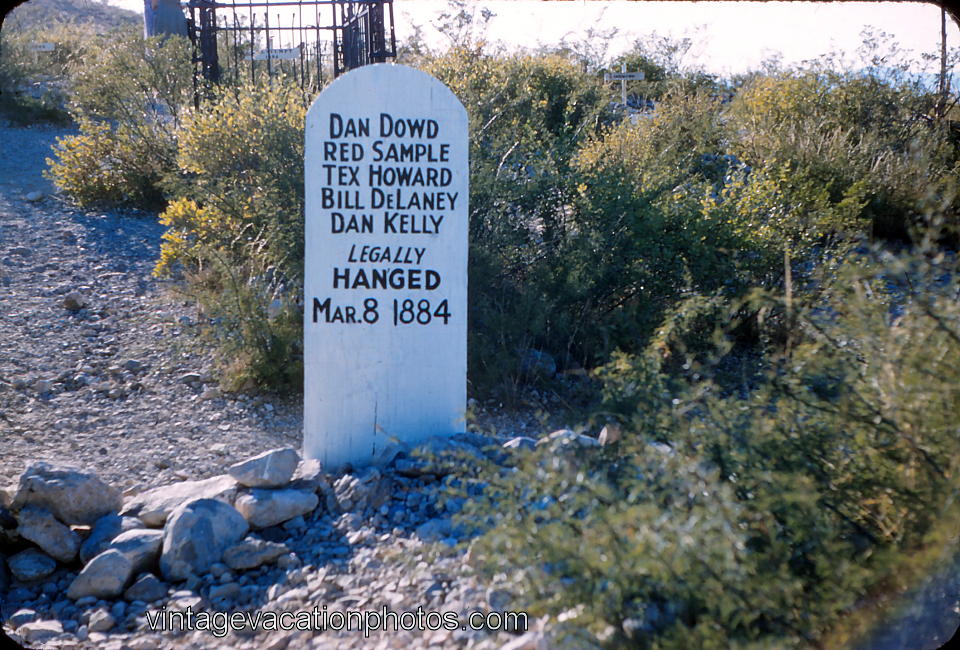 DAN DOWD
RED SAMPLE
TEX HOWARD
BILL DELANEY
DAN KELLY
LEGALLY
HANGED
MAR.8 1884
vintagevacationphotos.com